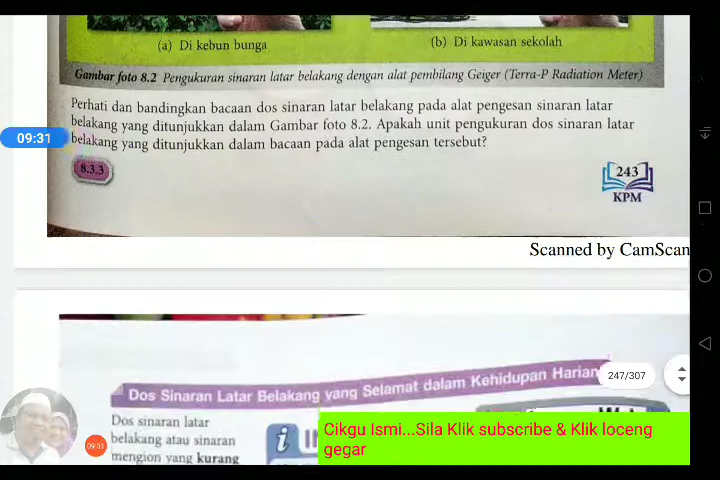 (a) Di kebun bunga
(b) Di kawasan sekolah
Gambar foto 8.2 Pengukuran sinaran latar belakang dengan alat pembilang Geiger (Terra-P Radiation Meter)
Perhati dan bandingkan bacaan dos sinaran latar belakang pada alat pengesan sinaran latar
belakang yang ditunjukkan dalam Gambar foto 8.2. Apakah unit pengukuran dos sinaran latar
09:31
belakang yang ditunjukkan dalam bacaan pada alat pengesan tersebut?
8.3.3
243
KPM
Scanned by CamScan
Dos Sinaran Latar Belakang yang Selamat dalam Kehidupan Harian
247/307
Dos sinaran latar
belakang atau sinaran
mengion yang kurang
i
09:31
Cikgu Ismi...Sila Klik subscribe & Klik loceng
gegar